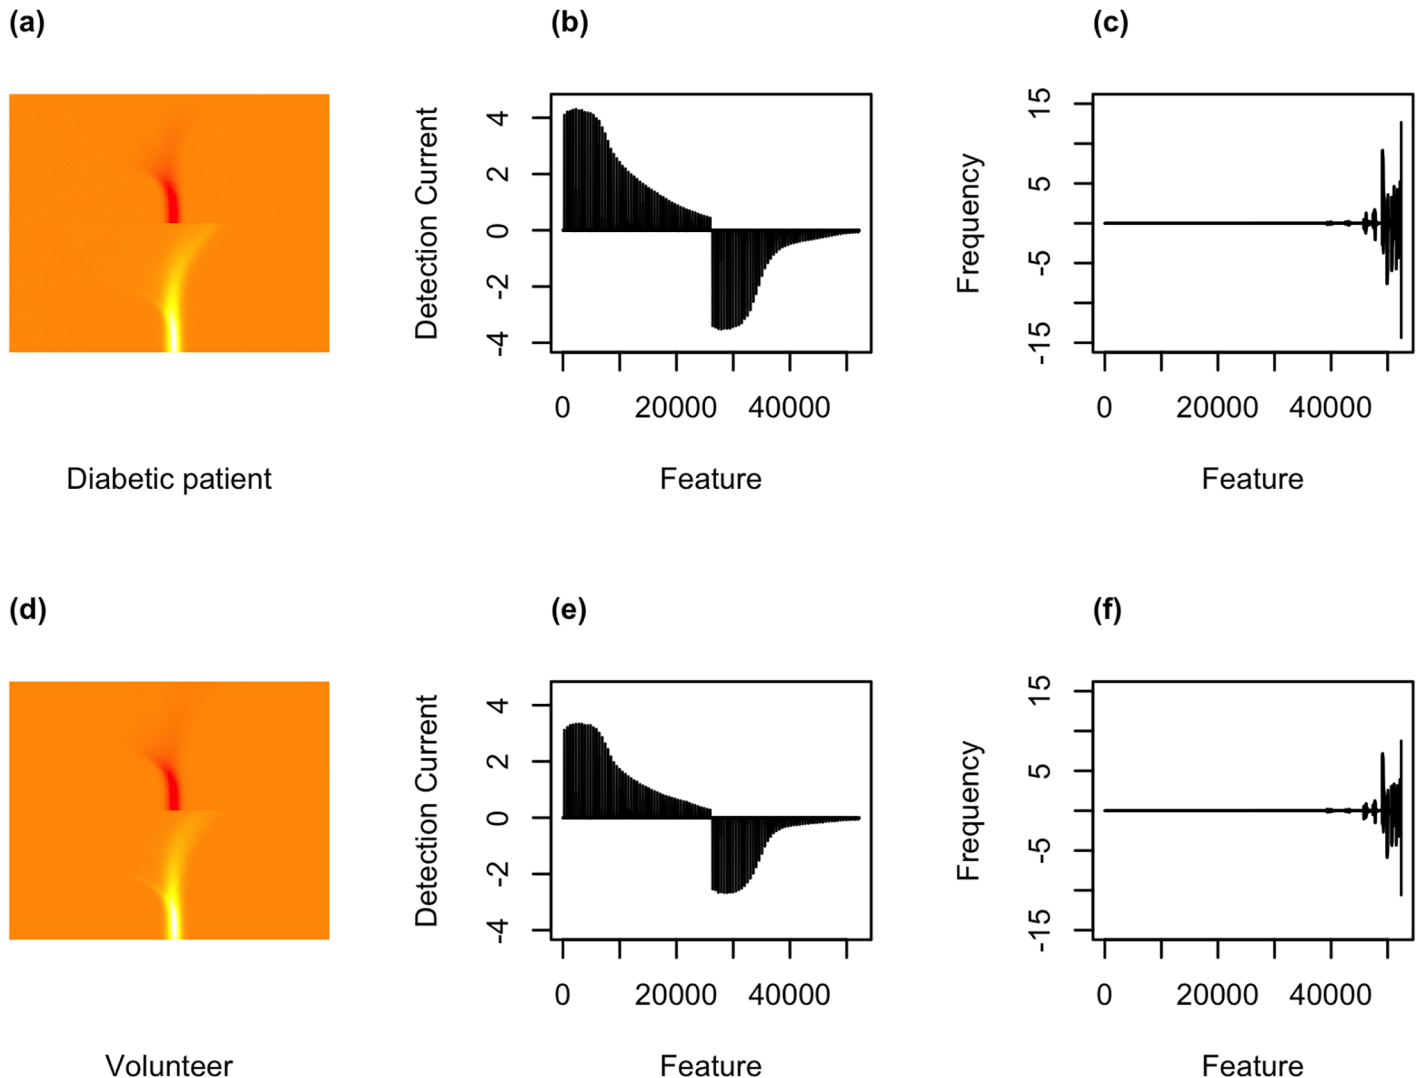 (a)
(b)
(c)
Detection Current
4
2
0
-2
-4
0
20000
40000
Frequency
15
5
-5
-15
0
20000
40000
Diabetic patient
Feature
Feature
(d)
(e)
(f)
Detection Current
4
2
0
-2
-4
0
20000
40000
Frequency
15
5
-5
-15
0
20000
40000
Volunteer
Feature
Feature